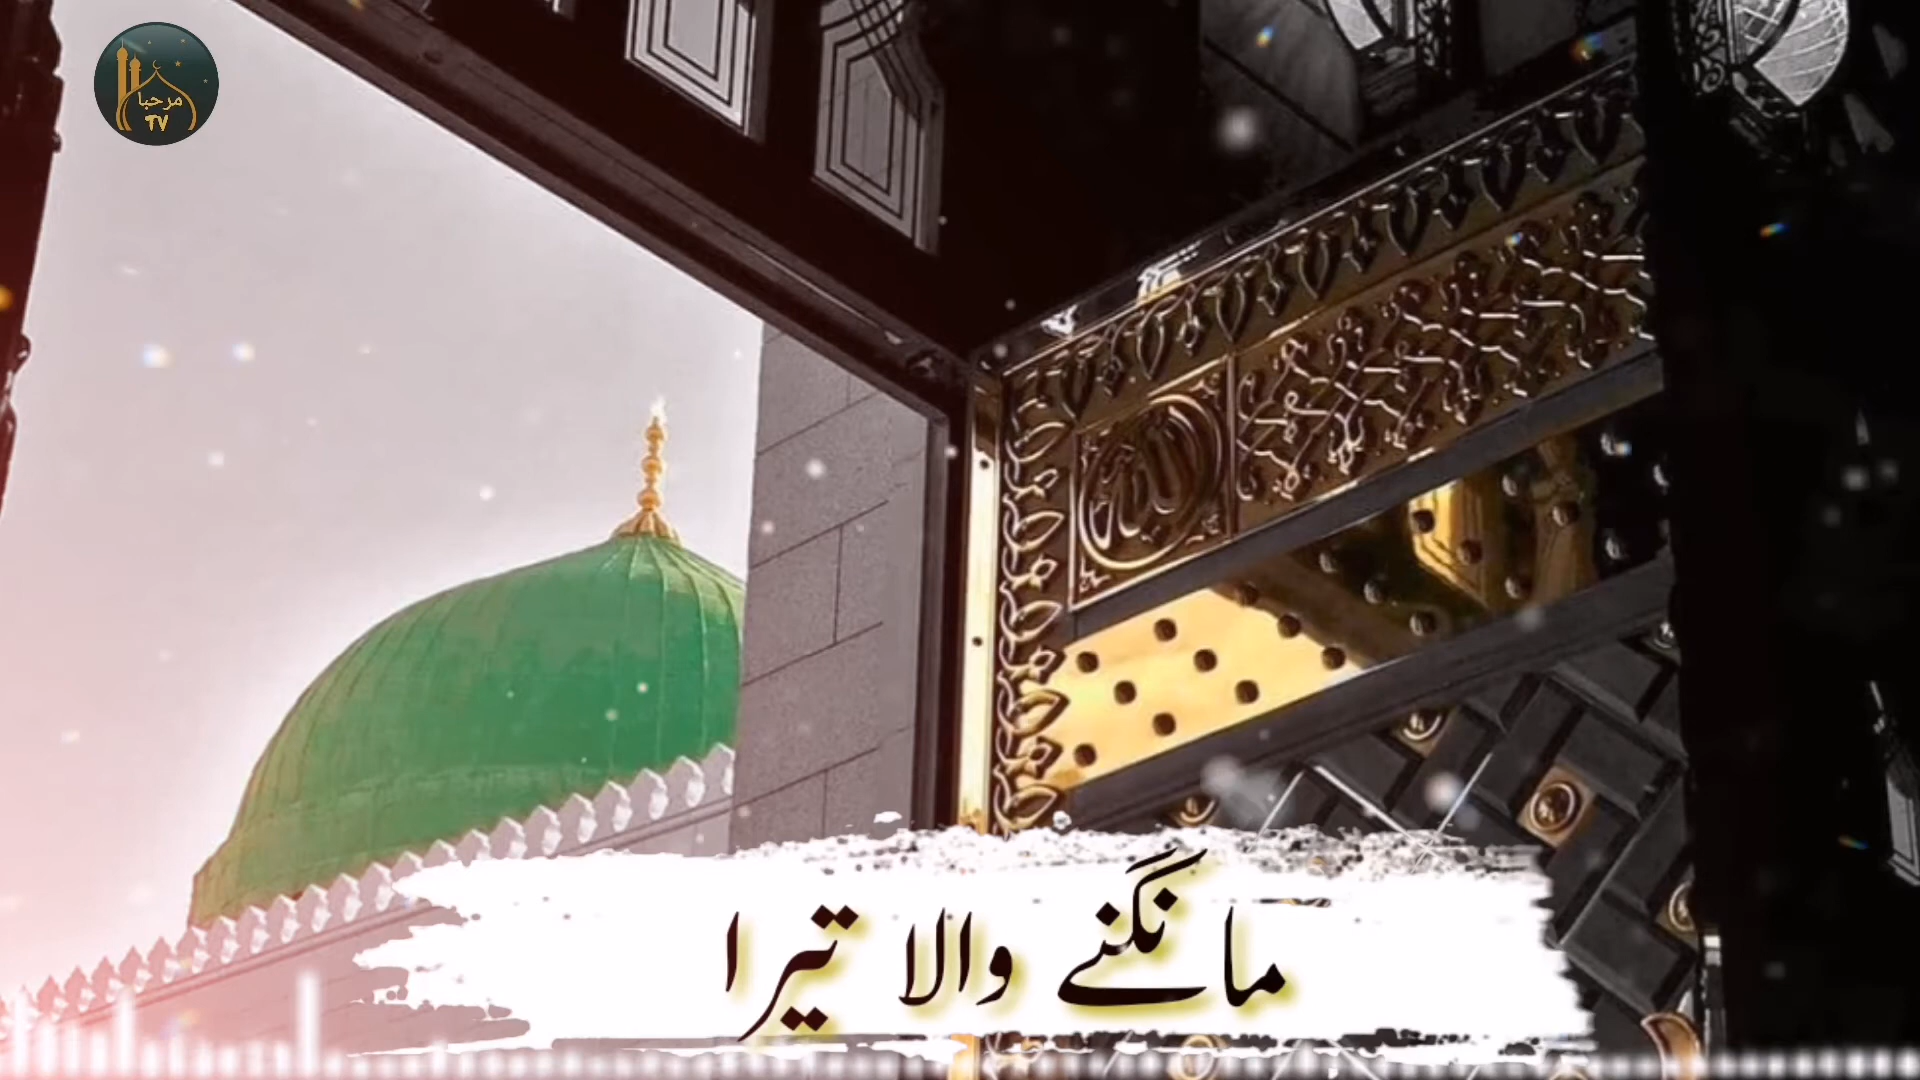 مرحبا
TV
الله
مانگنے والا تیرا